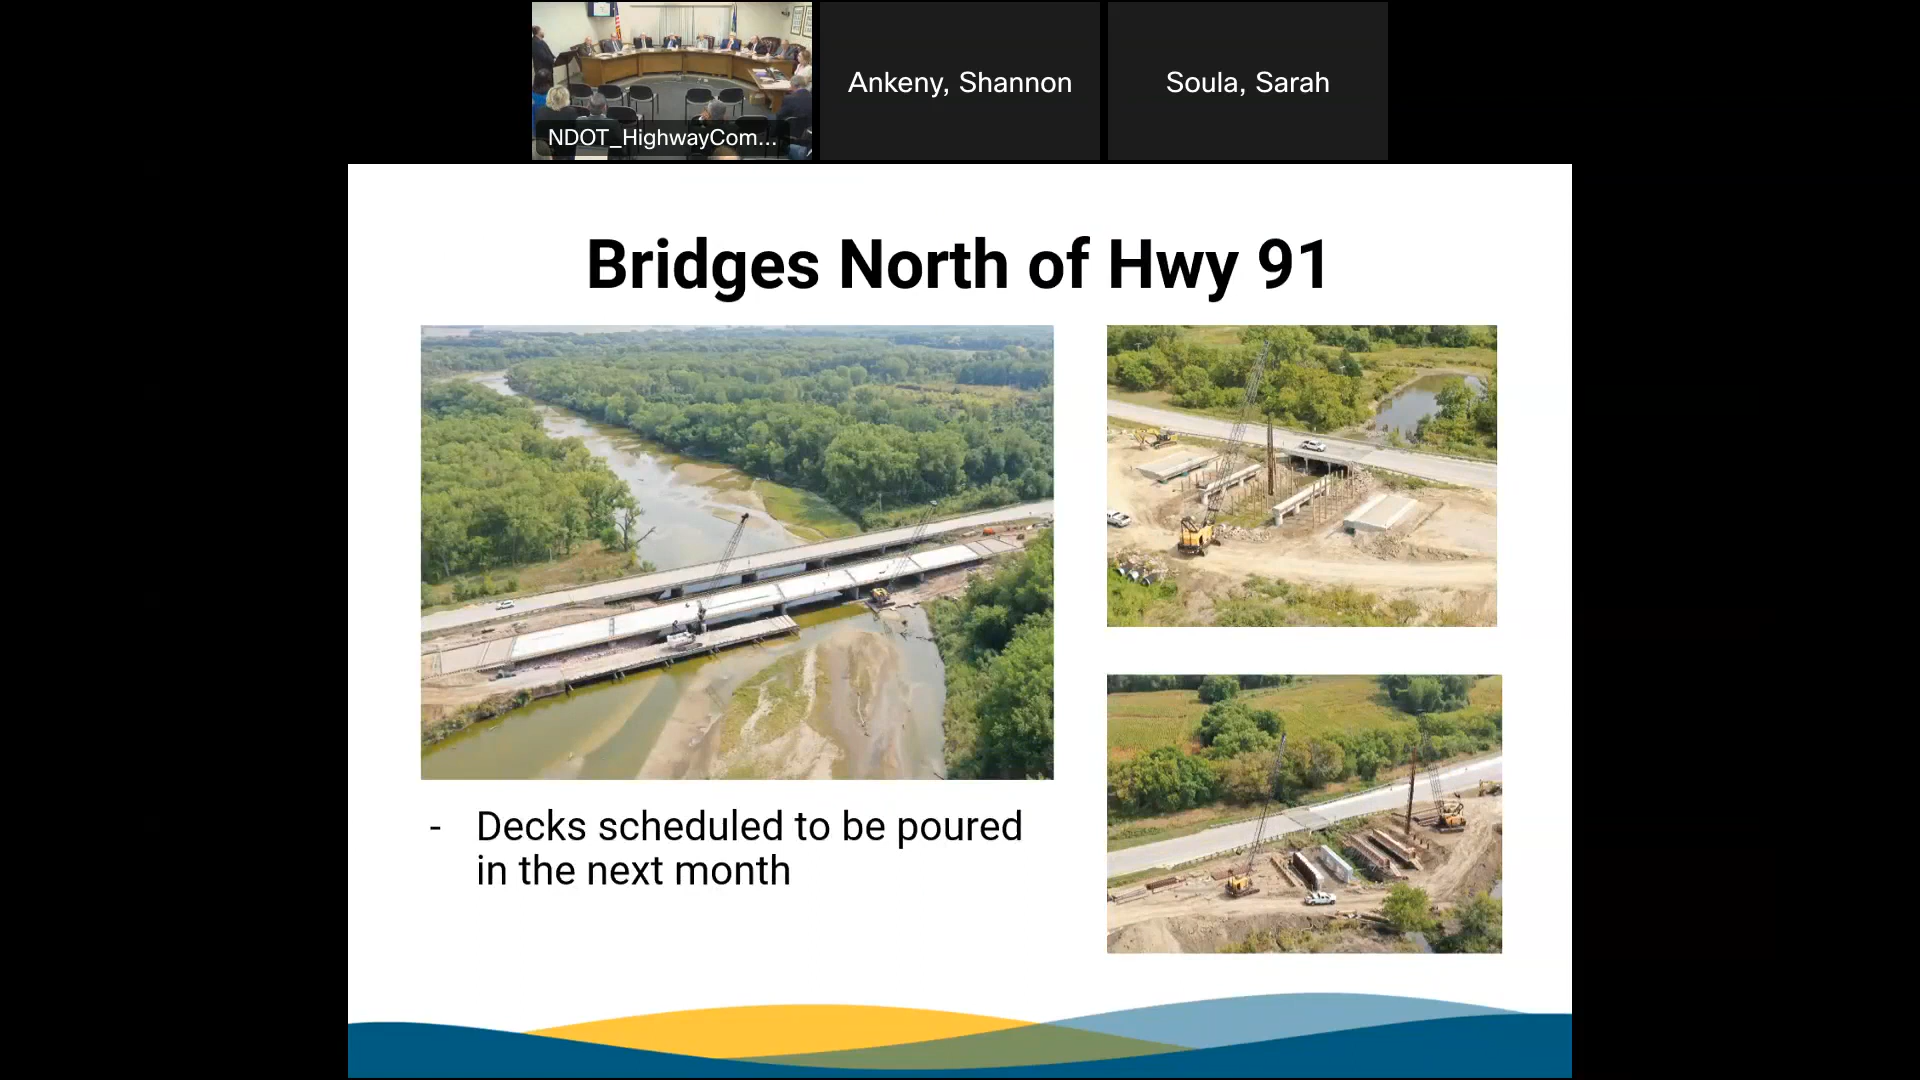 NDOT_HighwayCom...
Ankeny, Shannon
Soula, Sarah
Bridges North of Hwy 91
- Decks scheduled to be poured
in the next month